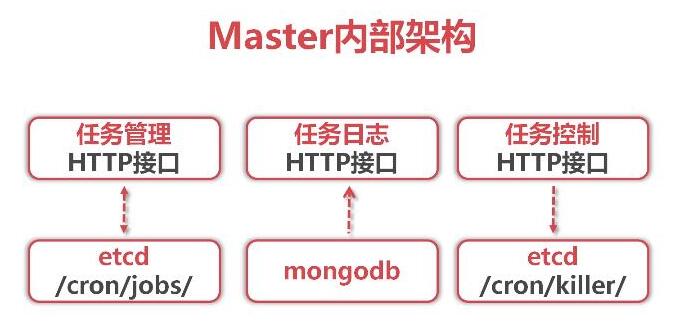 Master内部架构
任务管理
HTTP接口
任务日志
HTTP接口
任务控制
HTTP接口
etcd
/cron/jobs/
mongodb
etcd
/cron/killer/